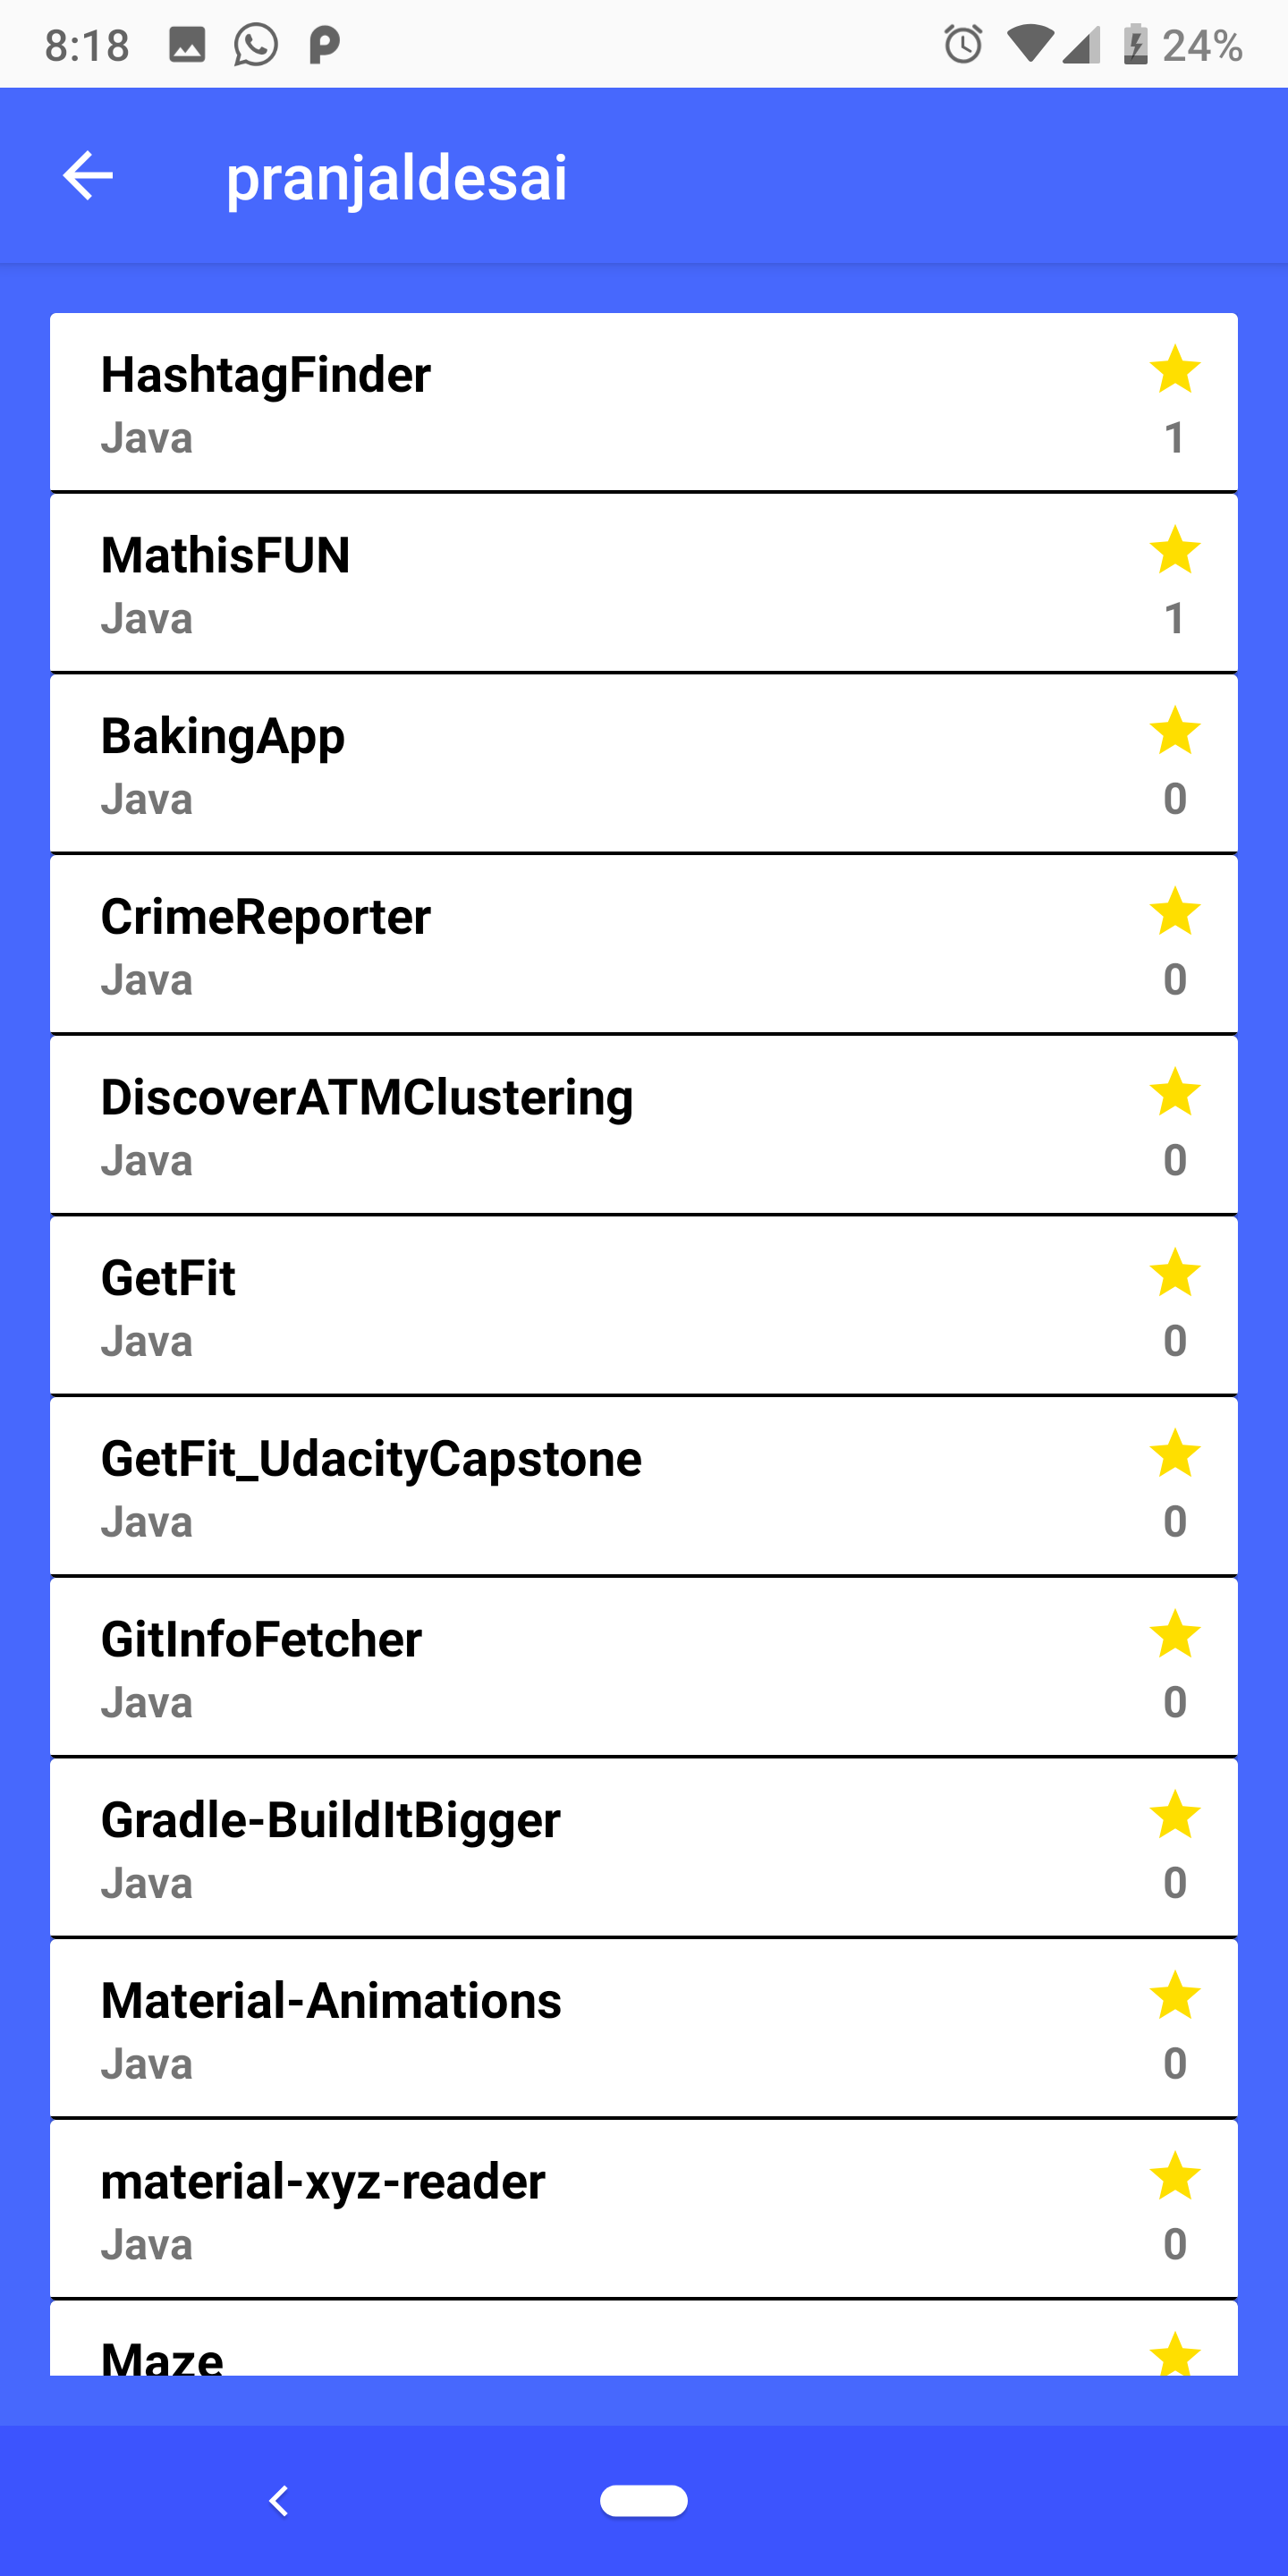 8:18 24%
pranjaldesai
HashtagFinder
Java 1
MathisFUN
Java 1
BakingApp
Java 0
CrimeReporter
Java 0
DiscoverATMClustering
Java 0
GetFit
Java 0
GetFit_UdacityCapstone
Java 0
GitInfoFetcher
Java 0
Gradle-BuildItBigger
Java 0
Material-Animations
Java 0
material-xyz-reader
Java 0
Maze